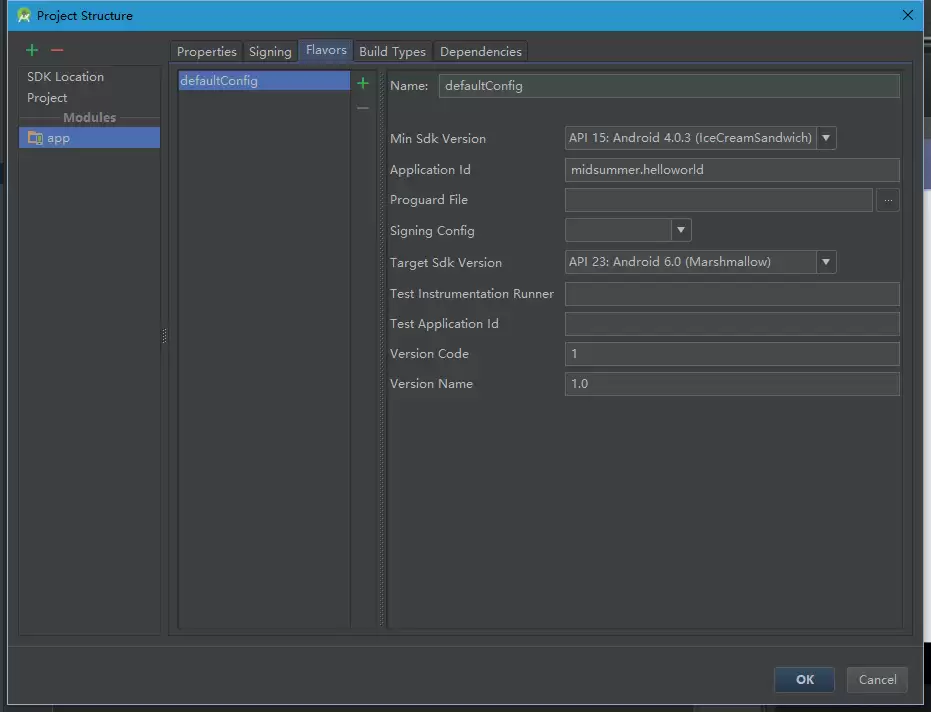 Project Structure
SDK Location
Project
Modules
app
Properties Signing Flavors Build Types Dependencies
defaultConfig
Name: defaultConfig
Min Sdk Version API 15: Android 4.0.3 (IceCreamSandwich)
Application Id midsummer.helloworld
Proguard File ...
Signing Config
Target Sdk Version API 23: Android 6.0 (Marshmallow)
Test Instrumentation Runner
Test Application Id
Version Code 1
Version Name 1.0
OK Cancel